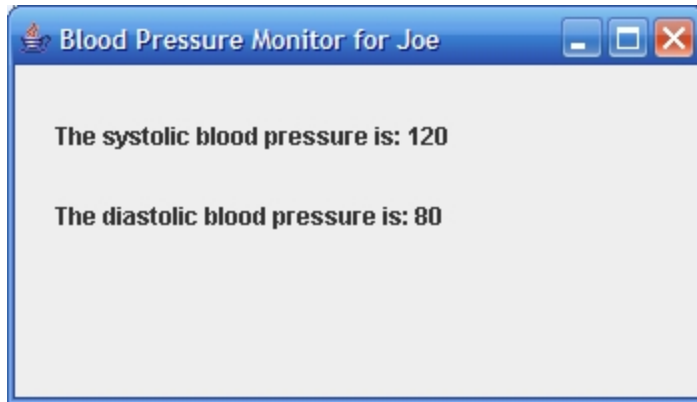 Blood Pressure Monitor for Joe
The systolic blood pressure is: 120
The diastolic blood pressure is: 80